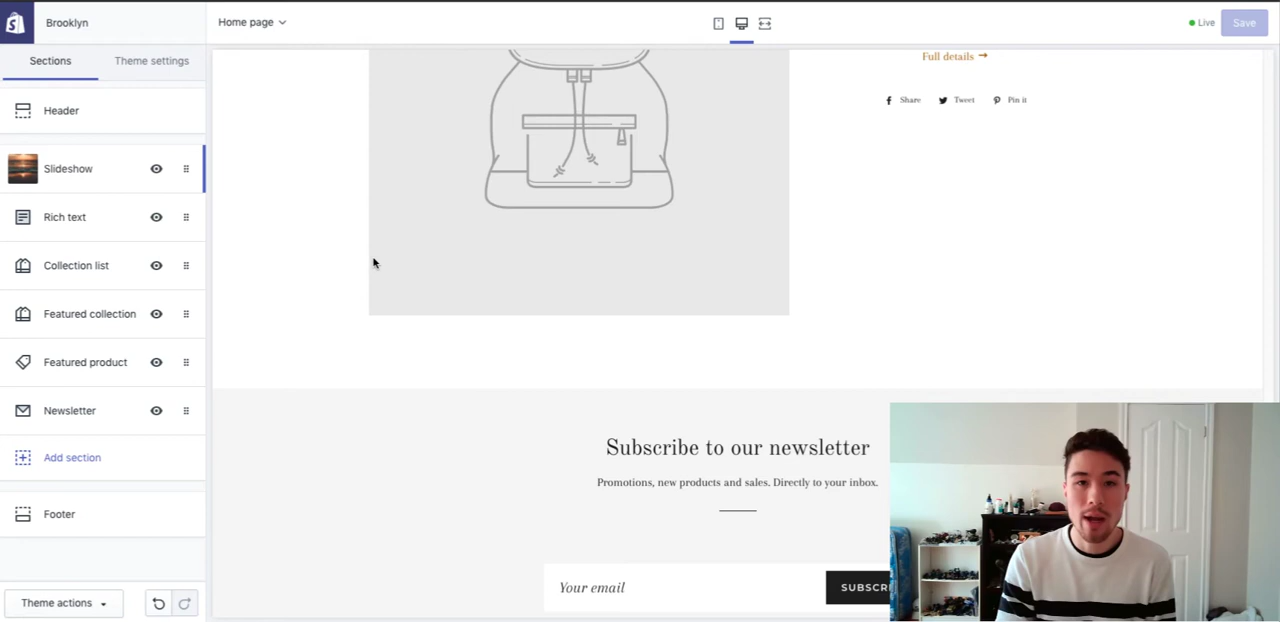 Brooklyn
Home page
Live
Save
Sections
Theme settings
Header
Slideshow
Rich text
Collection list
Featured collection
Featured product
Newsletter
Add section
Footer
Theme actions
Full details →
Share
Tweet
Pin it
Subscribe to our newsletter
Promotions, new products and sales. Directly to your inbox.
Your email
SUBSCRI